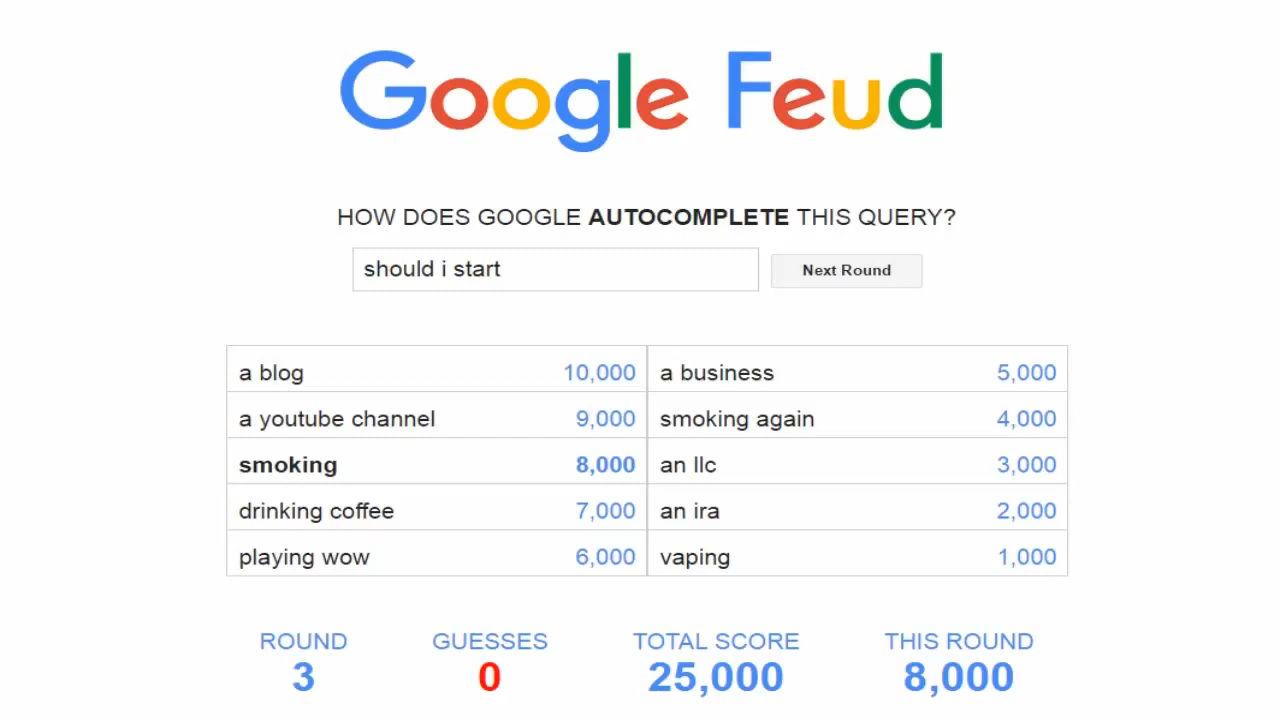 Google Feud
HOW DOES GOOGLE AUTOCOMPLETE THIS QUERY?
should i start
Next Round
a blog 10,000
a youtube channel 9,000
smoking 8,000
drinking coffee 7,000
playing wow 6,000
a business 5,000
smoking again 4,000
an llc 3,000
an ira 2,000
vaping 1,000
ROUND GUESSES TOTAL SCORE THIS ROUND
3 0 25,000 8,000